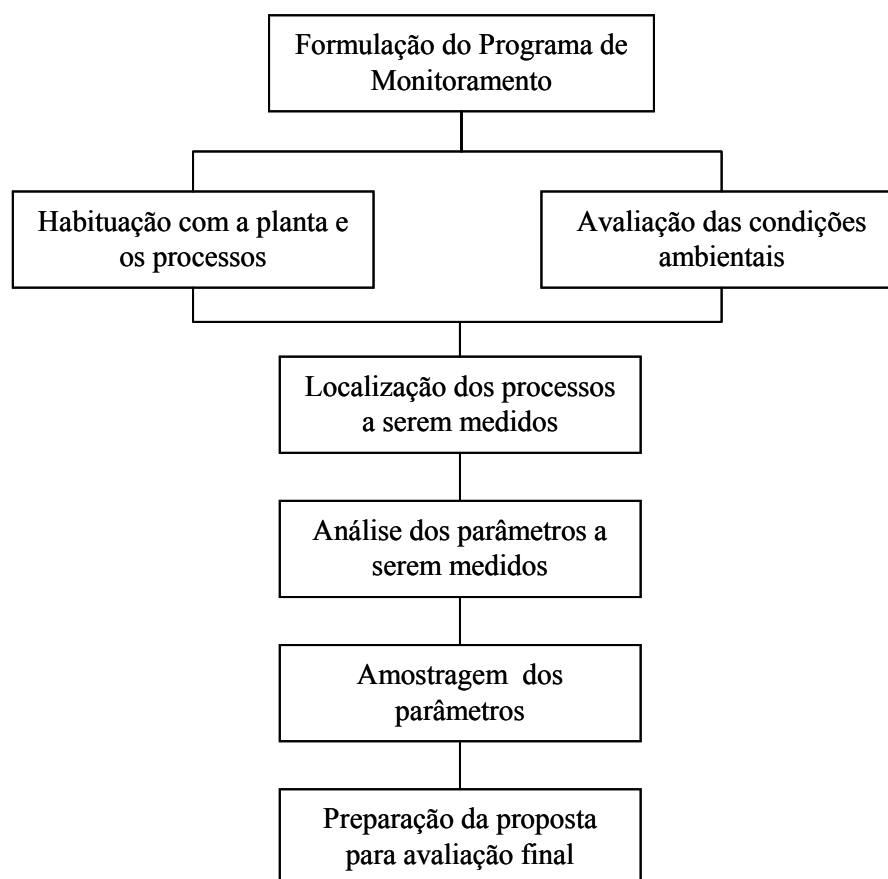 Formulação do Programa de
Monitoramento
Habituação com a planta e
os processos
Avaliação das condições
ambientais
Localização dos processos
a serem medidos
Análise dos parâmetros a
serem medidos
Amostragem  dos
parâmetros
Preparação da proposta
para avaliação final